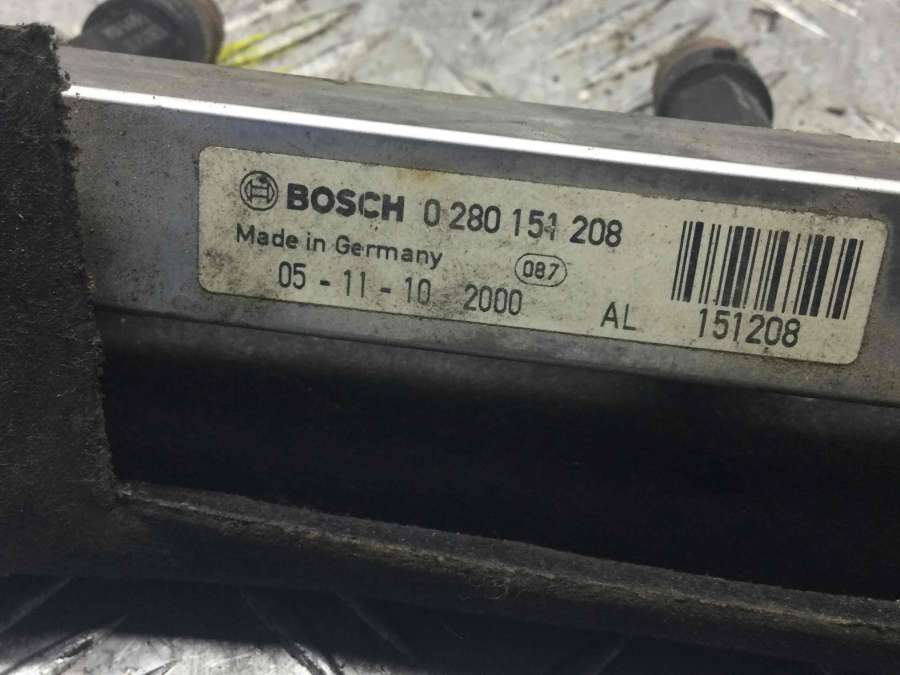 BOSCH 0 280 151 208
Made in Germany 087
05 - 11 - 10 2000 AL 151208